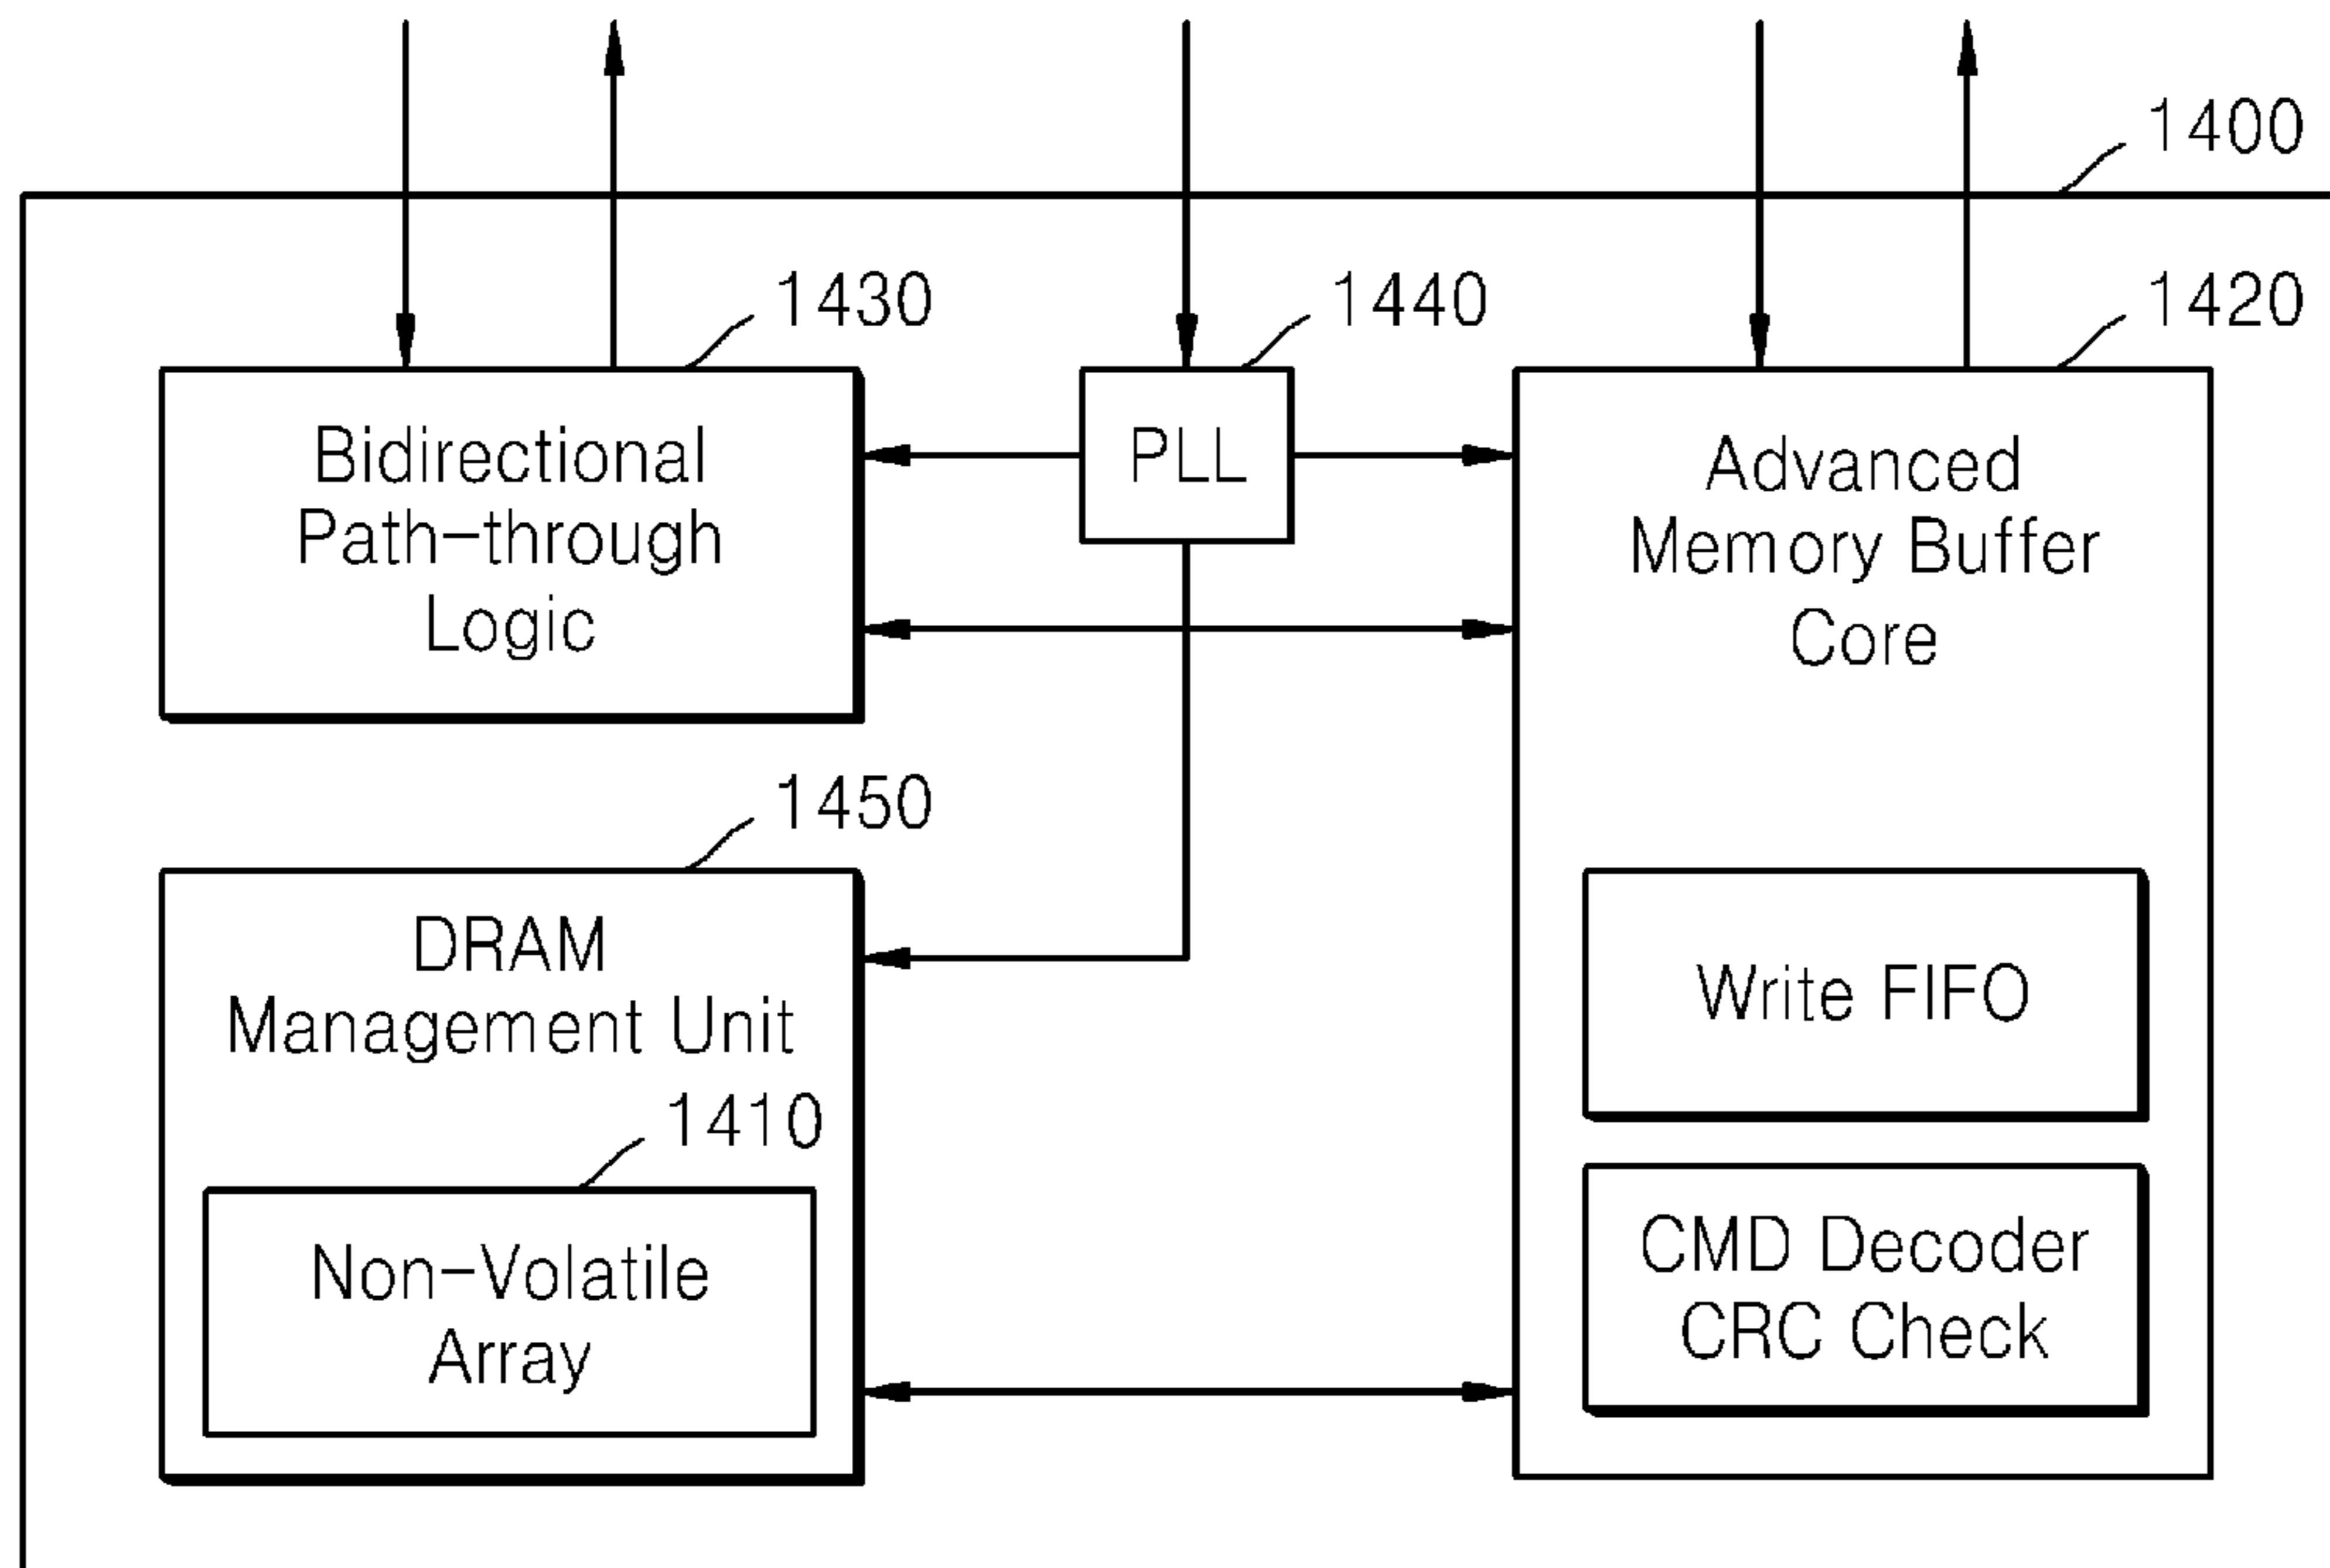 1400
1430
1440
1420
Bidirectional
Path-through
Logic
PLL
Advanced
Memory Buffer
Core
1450
DRAM
Management Unit
1410
Non-Volatile
Array
Write FIFO
CMD Decoder
CRC Check